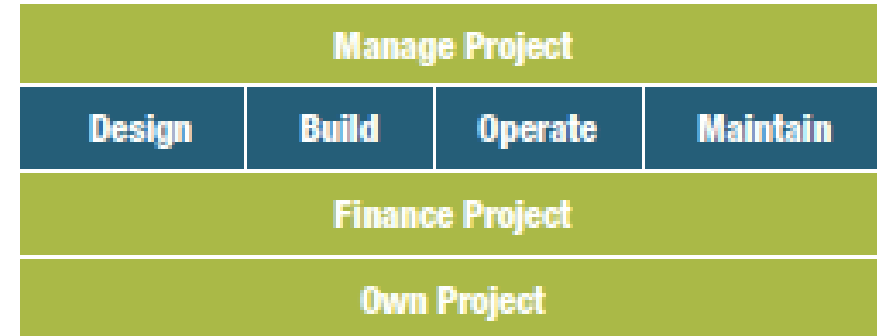 Manage Project
Design Build Operate Maintain
Finance Project
Own Project